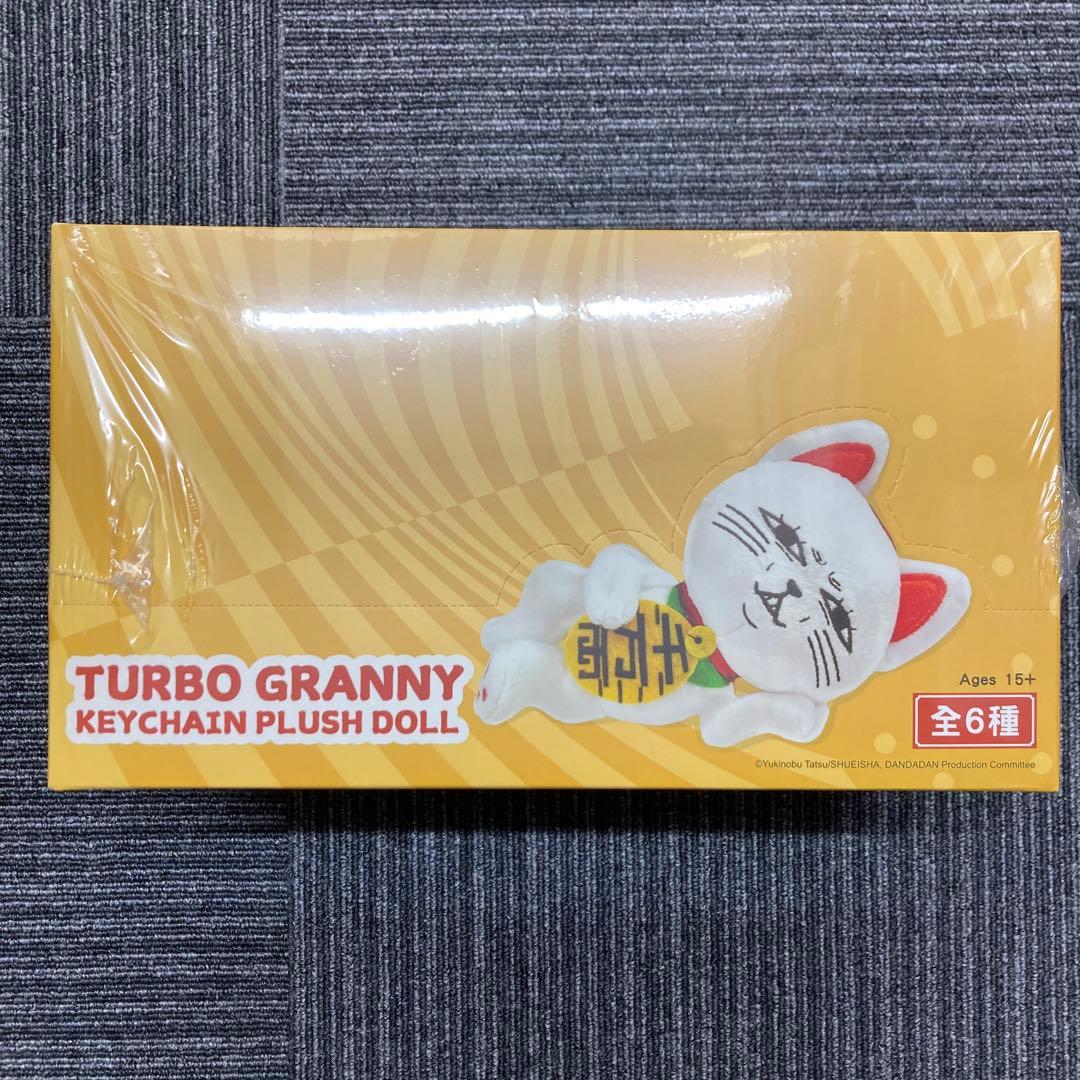 TURBO GRANNY
KEYCHAIN PLUSH DOLL
Ages 15+
全6種
©Yukinobu Tatsu/SHUEISHA, DANDADAN Production Committee